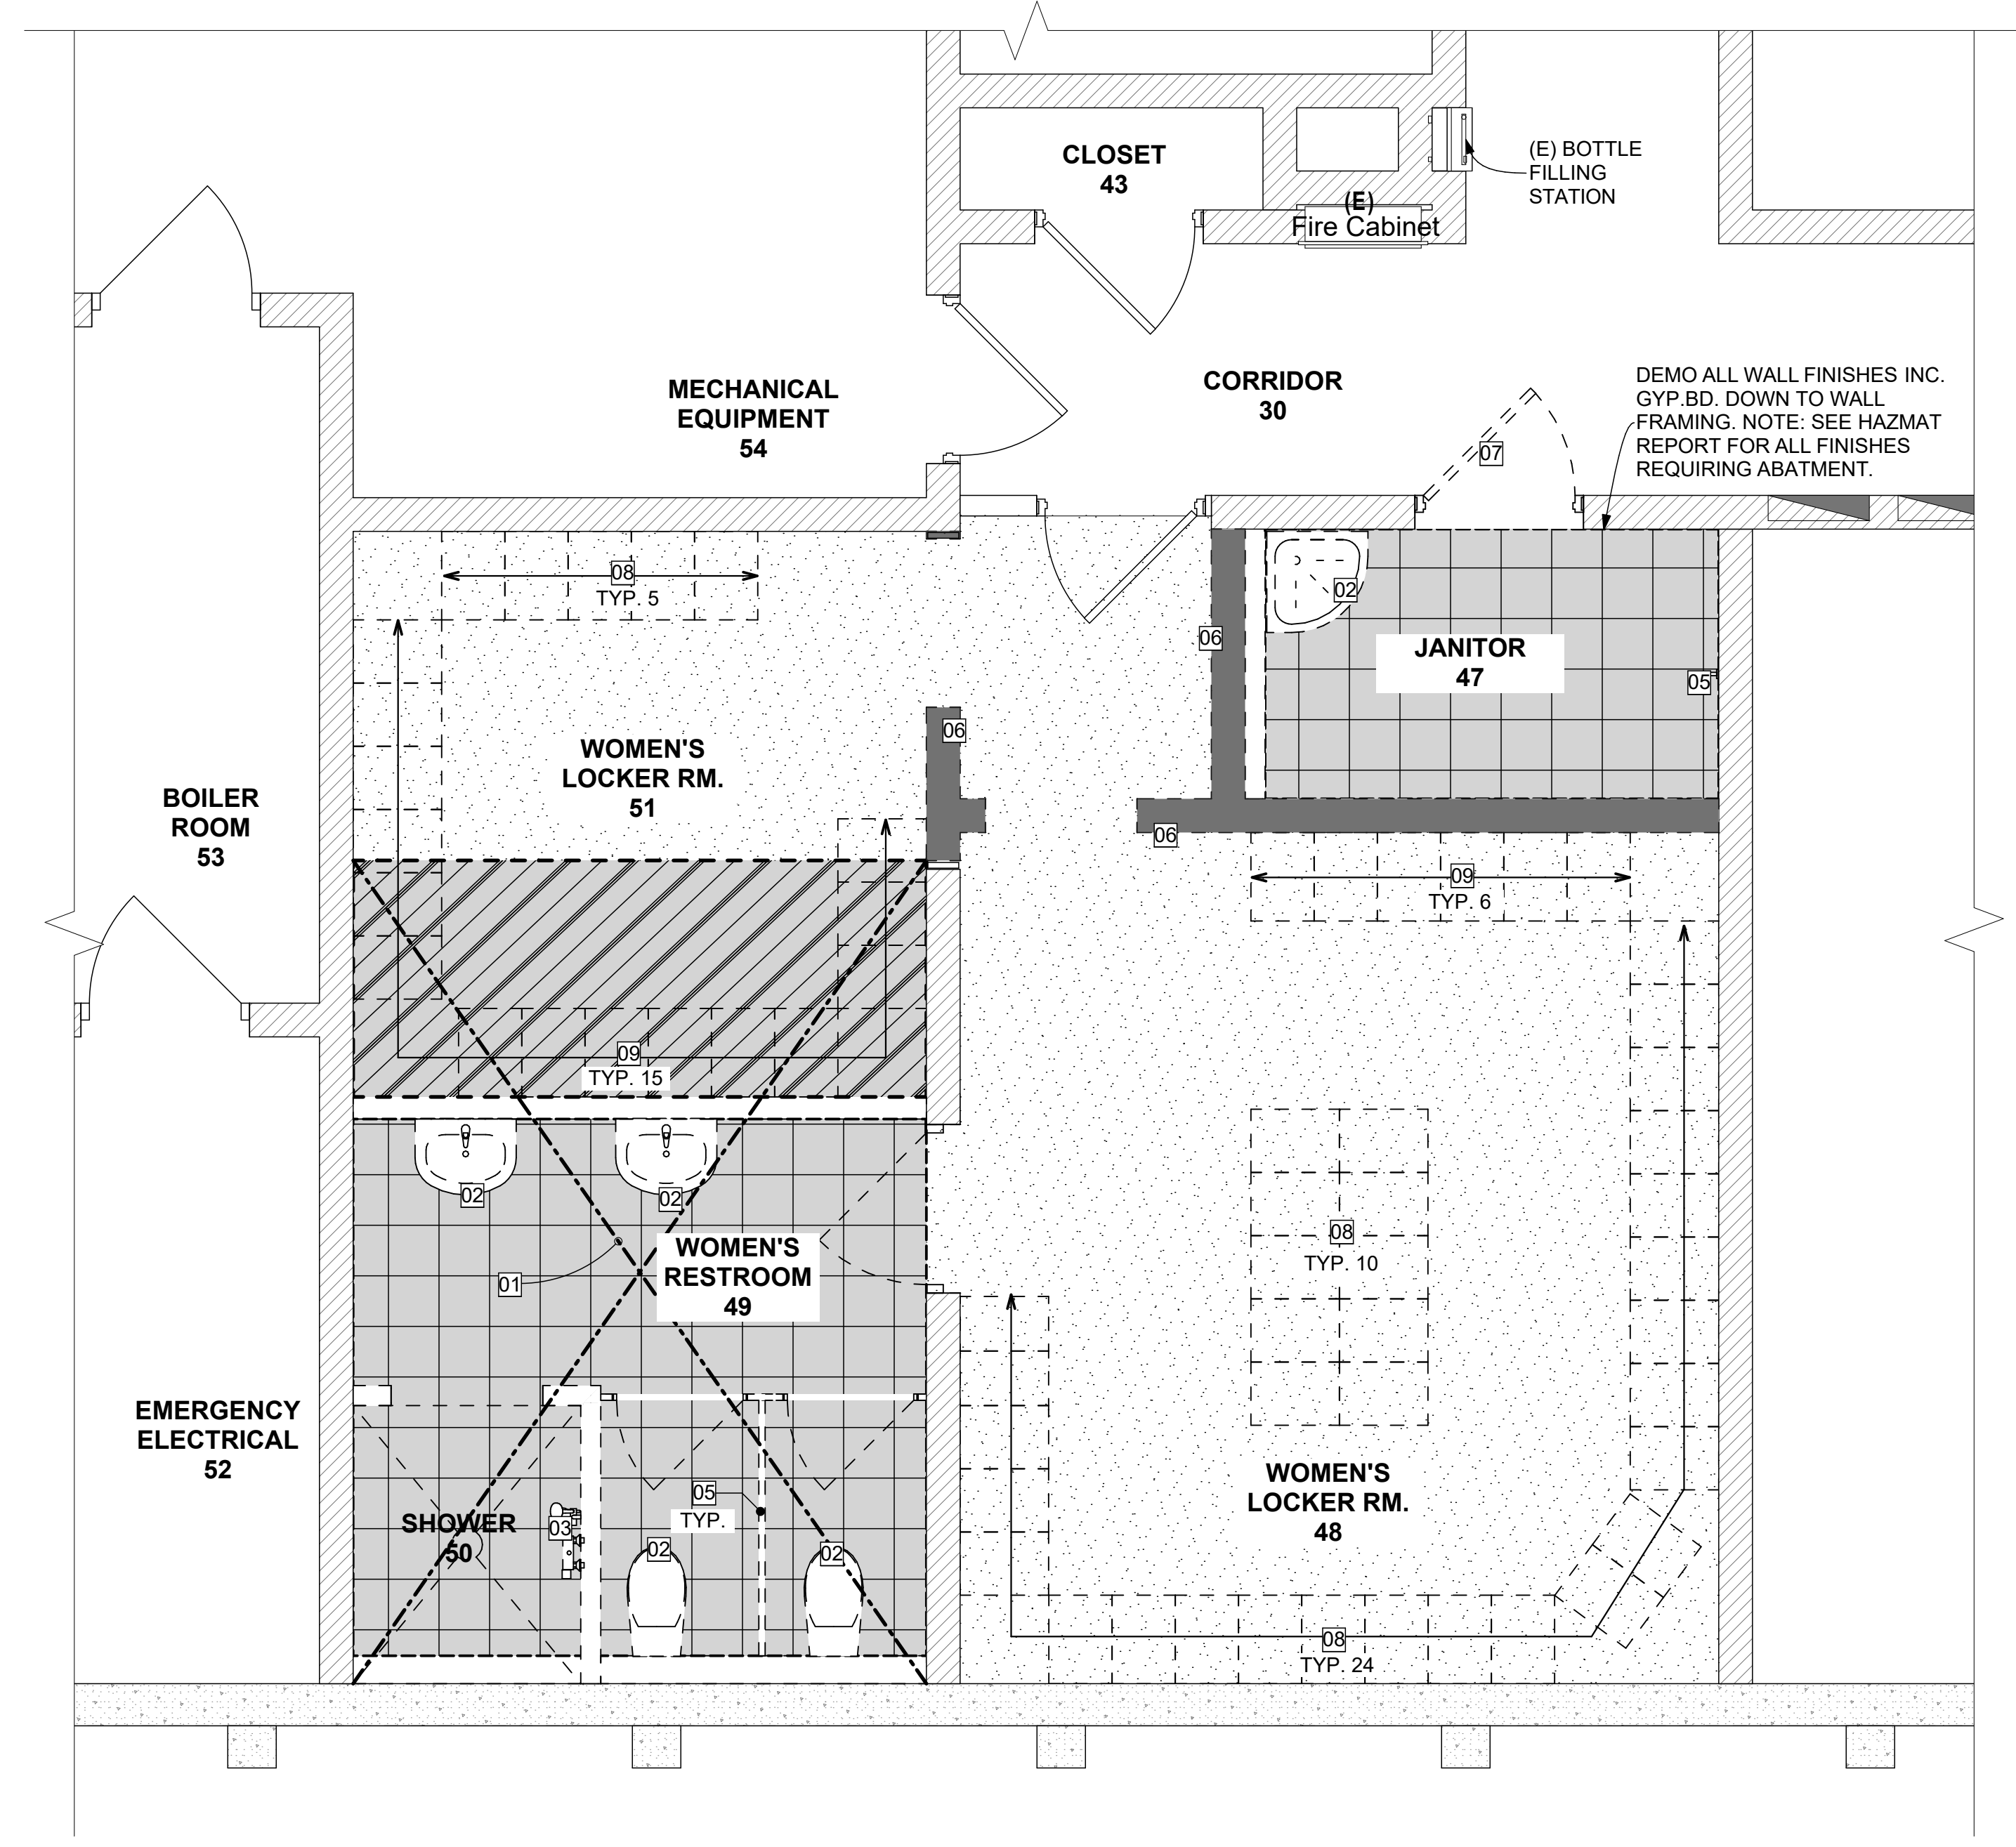 CLOSET
43
(E) BOTTLE
FILLING
STATION
(E)
Fire Cabinet
MECHANICAL
EQUIPMENT
54
CORRIDOR
30
DEMO ALL WALL FINISHES INC.
GYP.BD. DOWN TO WALL
FRAMING. NOTE: SEE HAZMAT
REPORT FOR ALL FINISHES
REQUIRING ABATMENT.
07
08
TYP. 5
02
06
JANITOR
47
05
06
WOMEN'S
LOCKER RM.
51
BOILER
ROOM
53
06
09
TYP. 6
09
TYP. 15
02
02
WOMEN'S
RESTROOM
49
01
08
TYP. 10
EMERGENCY
ELECTRICAL
52
WOMEN'S
LOCKER RM.
48
05
TYP.
SHOWER
50
03
02
02
08
TYP. 24